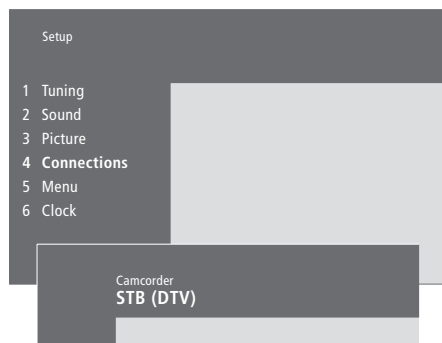 Setup
1 Tuning
2 Sound
3 Picture
4 Connections
5 Menu
6 Clock
Camcorder
STB (DTV)